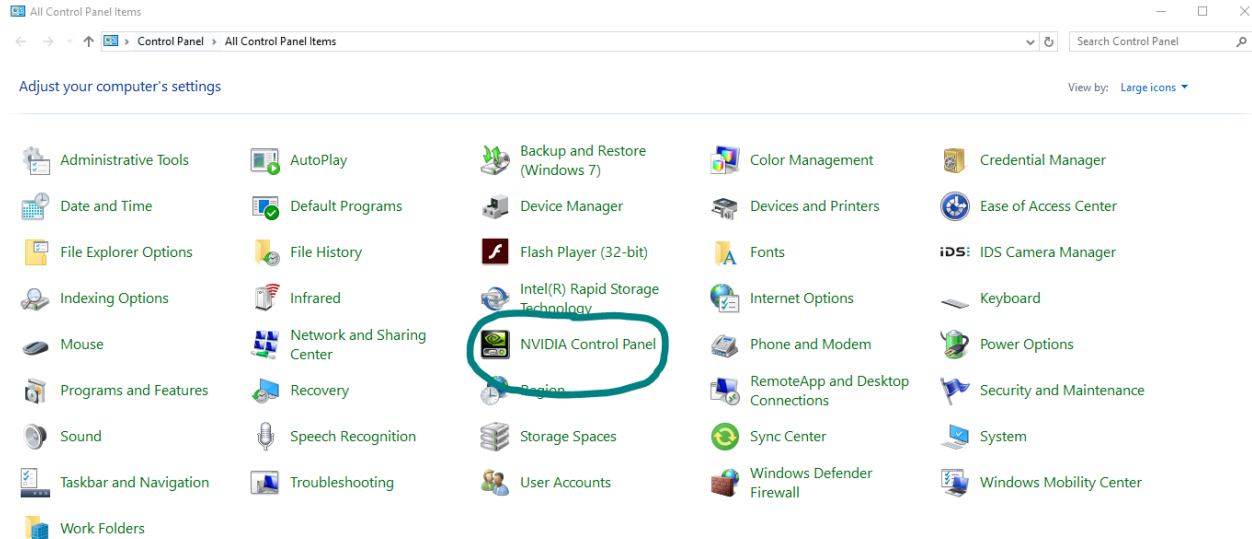 All Control Panel Items
Control Panel > All Control Panel Items
Search Control Panel
Adjust your computer's settings
View by: Large icons
Administrative Tools
AutoPlay
Backup and Restore
(Windows 7)
Color Management
Credential Manager
Date and Time
Default Programs
Device Manager
Devices and Printers
Ease of Access Center
File Explorer Options
File History
Flash Player (32-bit)
Fonts
iDS:
IDS Camera Manager
Indexing Options
Infrared
Intel(R) Rapid Storage
Technology
Internet Options
Keyboard
Mouse
Network and Sharing
Center
NVIDIA Control Panel
Phone and Modem
Power Options
Programs and Features
Recovery
Region
RemoteApp and Desktop
Connections
Security and Maintenance
Sound
Speech Recognition
Storage Spaces
Sync Center
System
Taskbar and Navigation
Troubleshooting
User Accounts
Windows Defender
Firewall
Windows Mobility Center
Work Folders